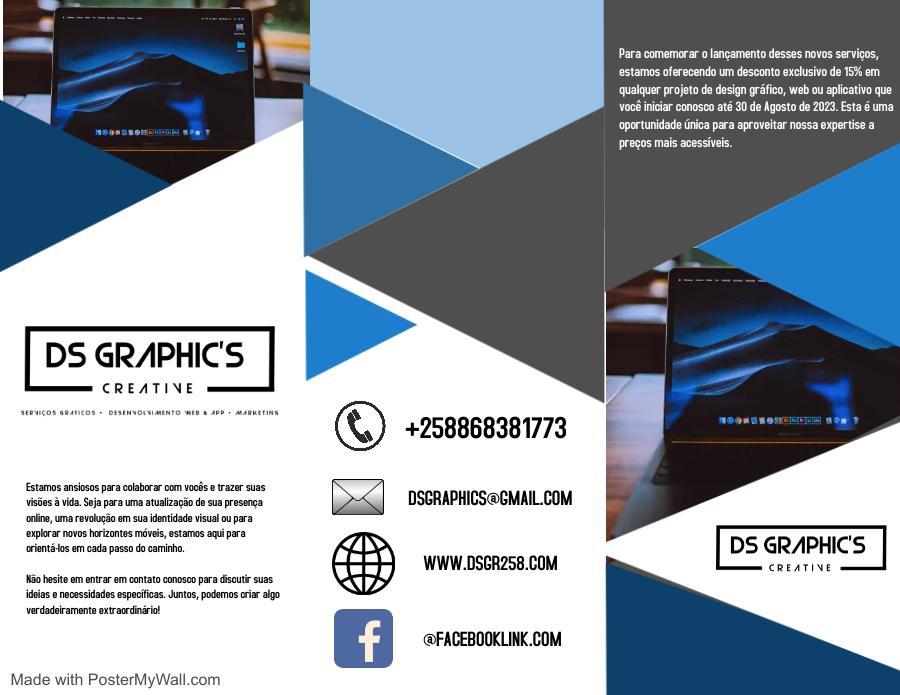 DS GRAPHIC'S
CREATIVE
SERVIÇOS GRAFICOS • DESENVOLVIMENTO WEB & APP • MARKETING
Estamos ansiosos para colaborar com vocês e trazer suas
visões à vida. Seja para uma atualização de sua presença
online, uma revolução em sua identidade visual ou para
explorar novos horizontes móveis, estamos aqui para
orientá-los em cada passo do caminho.
Não hesite em entrar em contato conosco para discutir suas
ideias e necessidades específicas. Juntos, podemos criar algo
verdadeiramente extraordinário!
Made with PosterMyWall.com
+258868381773
DSGRAPHICS@GMAIL.COM
WWW.DSGR258.COM
@FACEBOOKLINK.COM
Para comemorar o lançamento desses novos serviços,
estamos oferecendo um desconto exclusivo de 15% em
qualquer projeto de design gráfico, web ou aplicativo que
você iniciar conosco até 30 de Agosto de 2023. Esta é uma
oportunidade única para aproveitar nossa expertise a
preços mais acessíveis.
DS GRAPHIC'S
CREATIVE